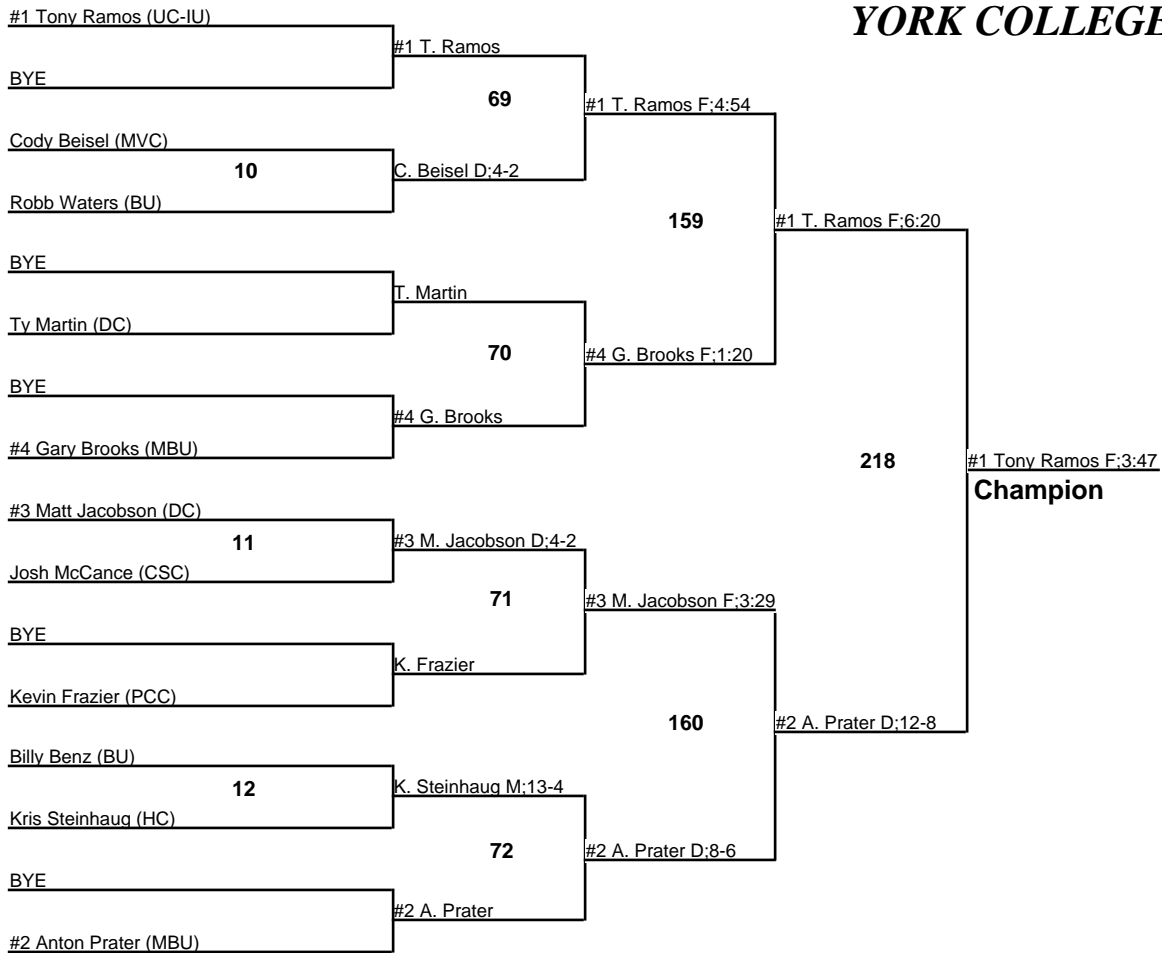 YORK COLLEGE
#1 Tony Ramos (UC-IU)
#1 T. Ramos
BYE
69
#1 T. Ramos F;4:54
Cody Beisel (MVC)
10
C. Beisel D;4-2
Robb Waters (BU)
159
#1 T. Ramos F;6:20
BYE
T. Martin
Ty Martin (DC)
70
#4 G. Brooks F;1:20
BYE
#4 G. Brooks
#4 Gary Brooks (MBU)
218
#1 Tony Ramos F;3:47
Champion
#3 Matt Jacobson (DC)
11
#3 M. Jacobson D;4-2
Josh McCance (CSC)
71
#3 M. Jacobson F;3:29
BYE
K. Frazier
Kevin Frazier (PCC)
160
#2 A. Prater D;12-8
Billy Benz (BU)
12
K. Steinhaug M;13-4
Kris Steinhaug (HC)
72
#2 A. Prater D;8-6
BYE
#2 A. Prater
#2 Anton Prater (MBU)